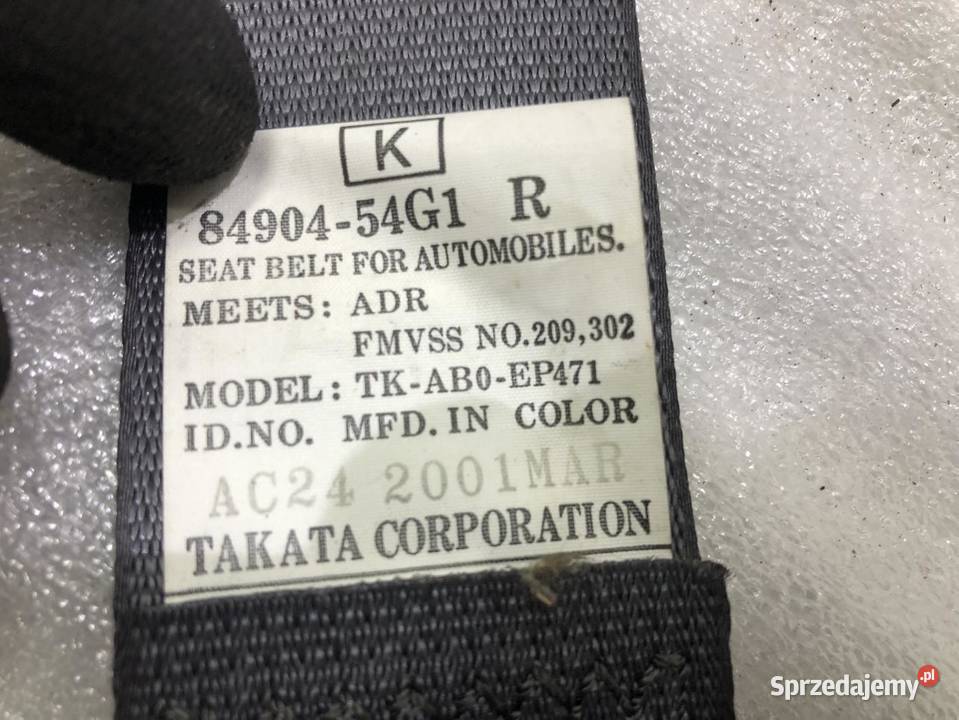 K
84904-54G1 R
SEAT BELT FOR AUTOMOBILES.
MEETS: ADR
FMVSS NO.209,302
MODEL: TK-AB0-EP471
ID.NO. MFD. IN COLOR
AC24 2001MAR
TAKATA CORPORATION
Sprzedajemy.pl